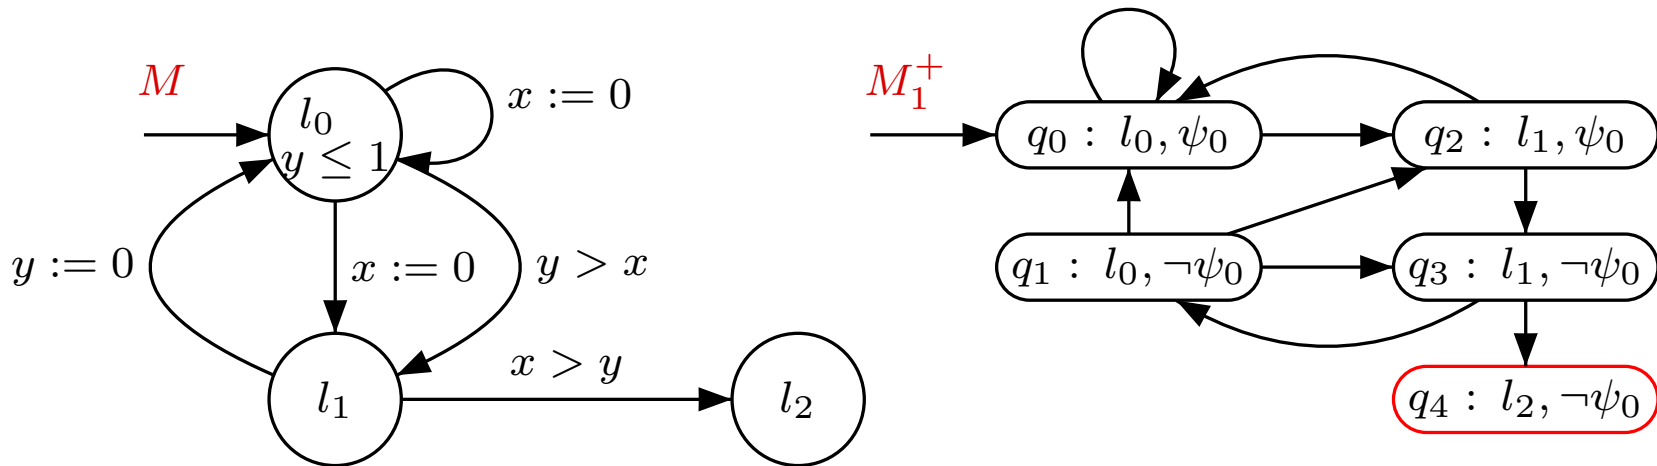 M
l₀
y ≤ 1
x := 0
y := 0
x := 0
y > x
l₁
x > y
l₂
M₁⁺
q₀ : l₀, ψ₀
q₂ : l₁, ψ₀
q₁ : l₀, ¬ψ₀
q₃ : l₁, ¬ψ₀
q₄ : l₂, ¬ψ₀